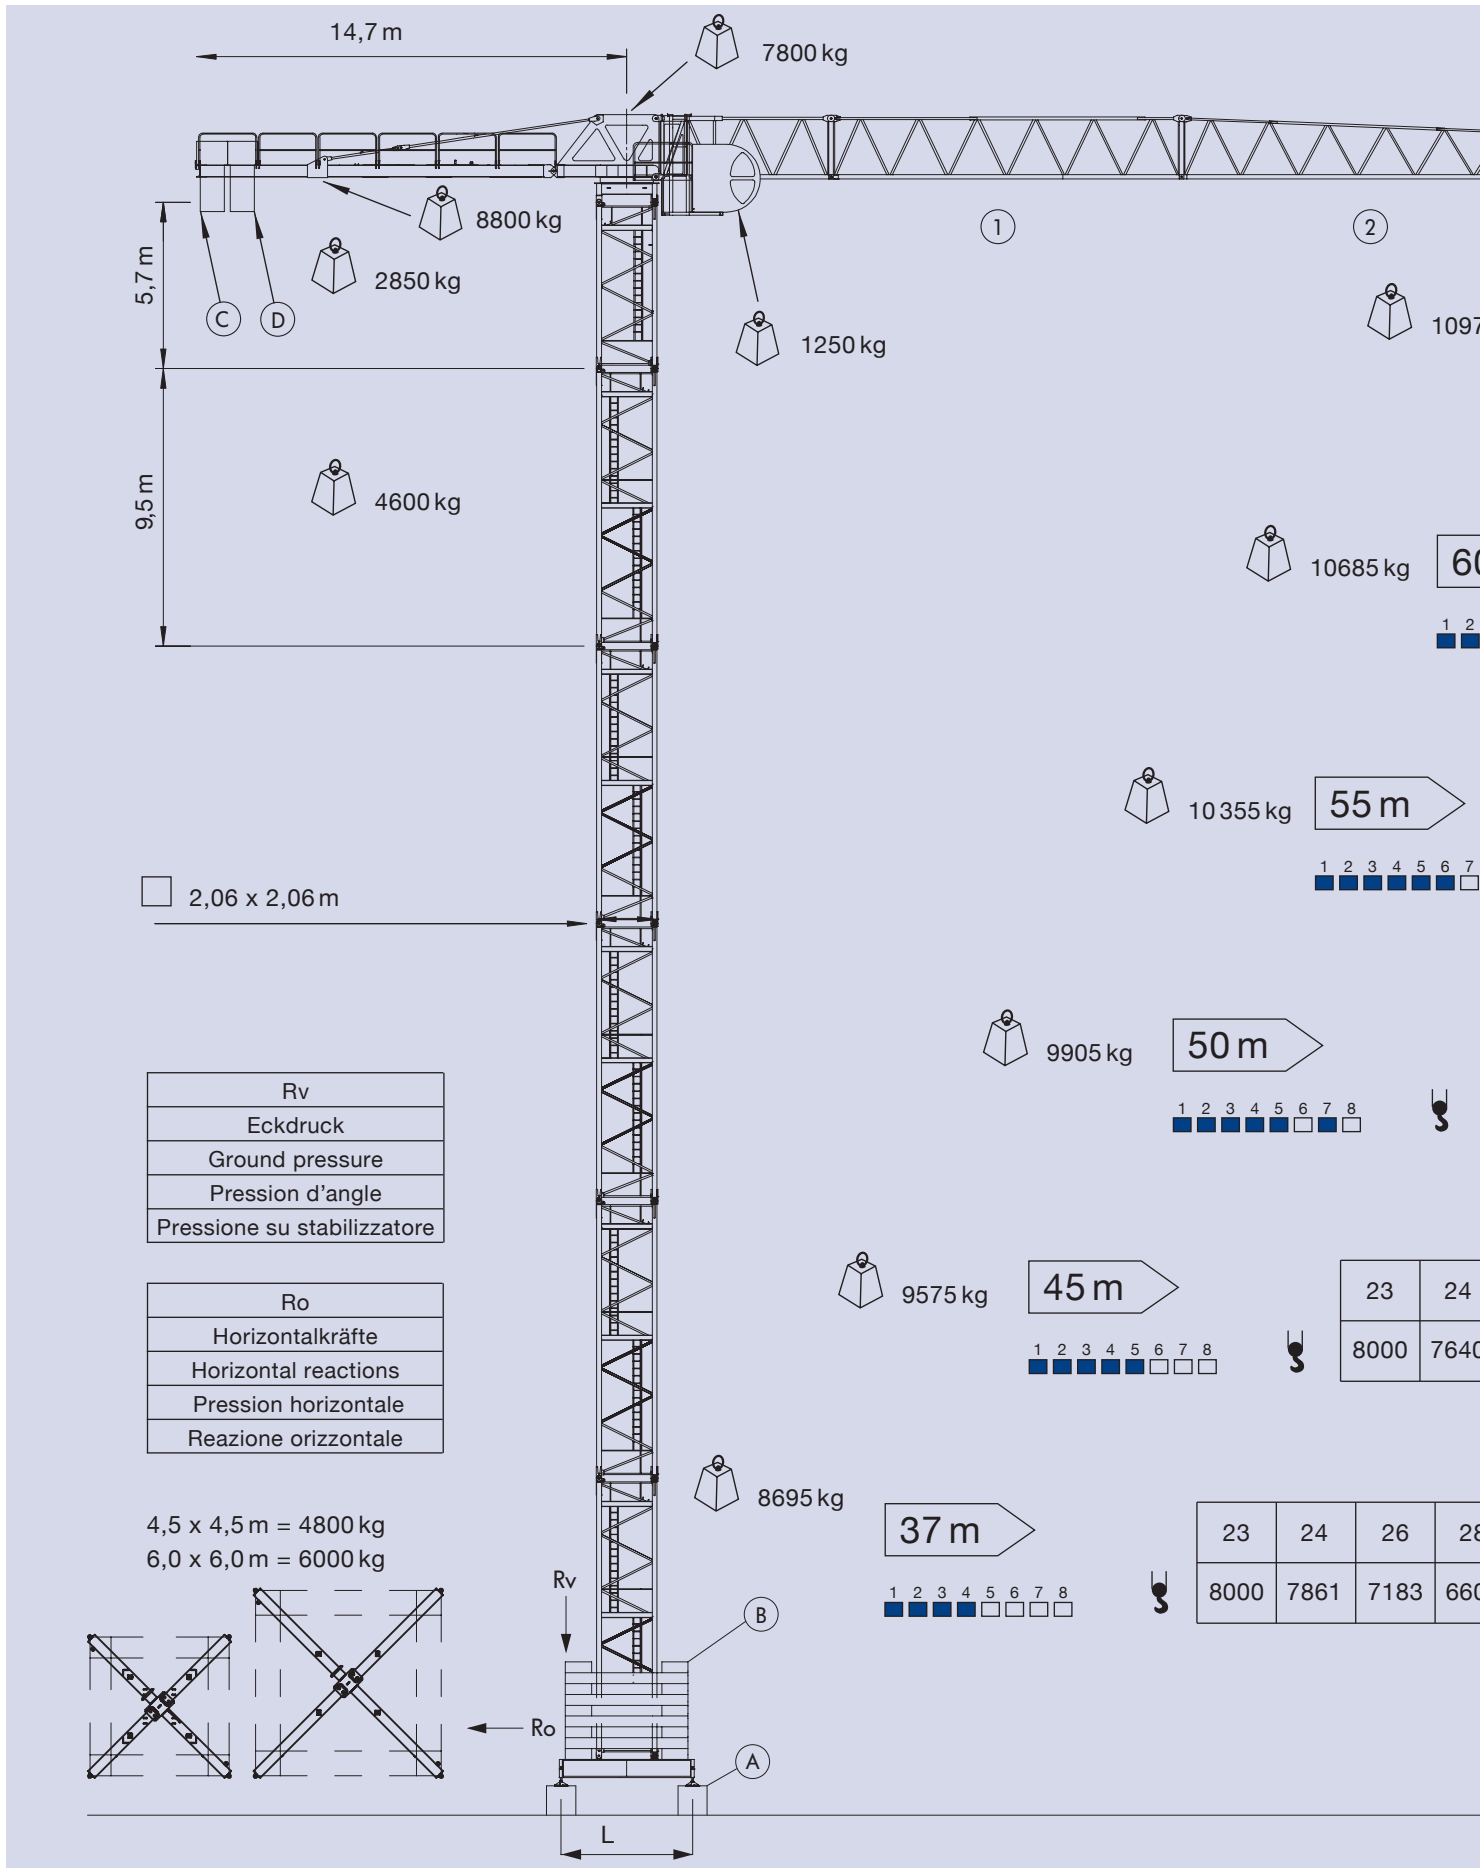 14,7 m
7800 kg
8800 kg
1
2
2850 kg
5,7 m
C
D
1250 kg
1097
4600 kg
9,5 m
10685 kg
60
1 2
10 355 kg
55 m
1 2 3 4 5 6 7
2,06 x 2,06 m
9905 kg
50 m
1 2 3 4 5 6 7 8
Rv
Eckdruck
Ground pressure
Pression d’angle
Pressione su stabilizzatore
9575 kg
45 m
23 24
8000 7640
1 2 3 4 5 6 7 8
Ro
Horizontalkräfte
Horizontal reactions
Pression horizontale
Reazione orizzontale
8695 kg
37 m
23 24 26 28
8000 7861 7183 660
1 2 3 4 5 6 7 8
4,5 x 4,5 m = 4800 kg
6,0 x 6,0 m = 6000 kg
Rv
B
Ro
A
L